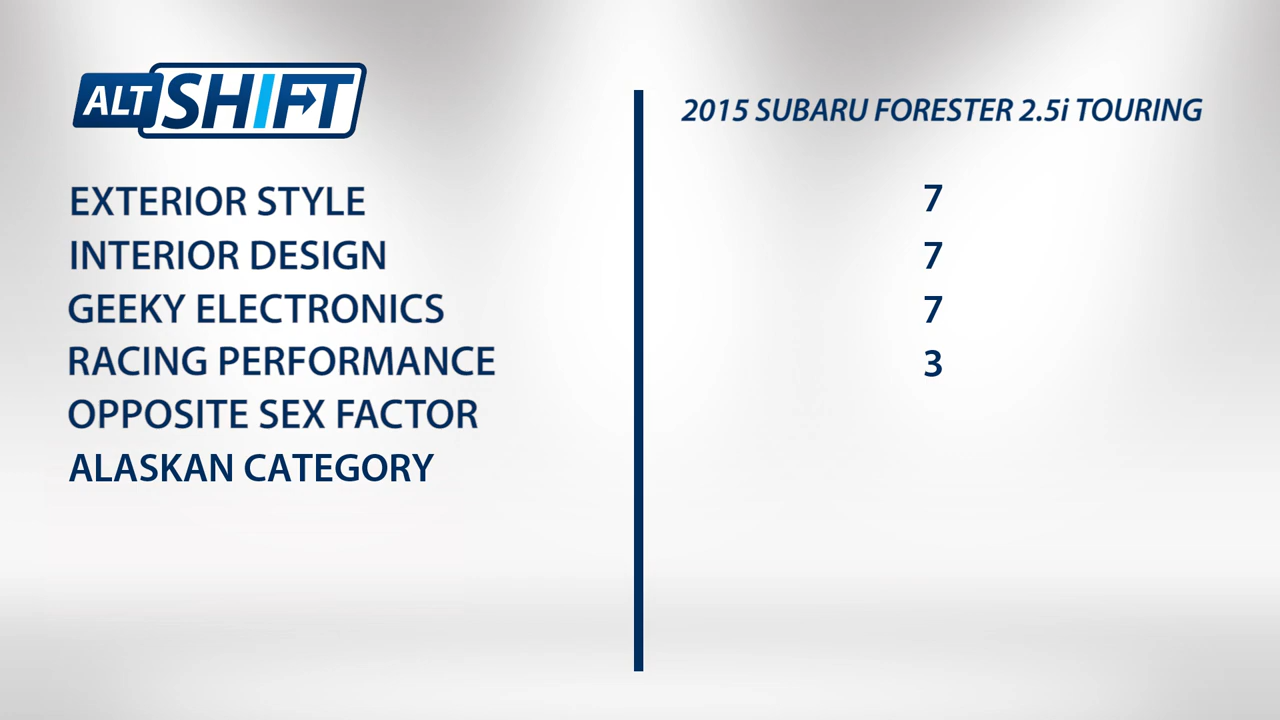 ALT SHIFT
2015 SUBARU FORESTER 2.5i TOURING
EXTERIOR STYLE 7
INTERIOR DESIGN 7
GEEKY ELECTRONICS 7
RACING PERFORMANCE 3
OPPOSITE SEX FACTOR
ALASKAN CATEGORY